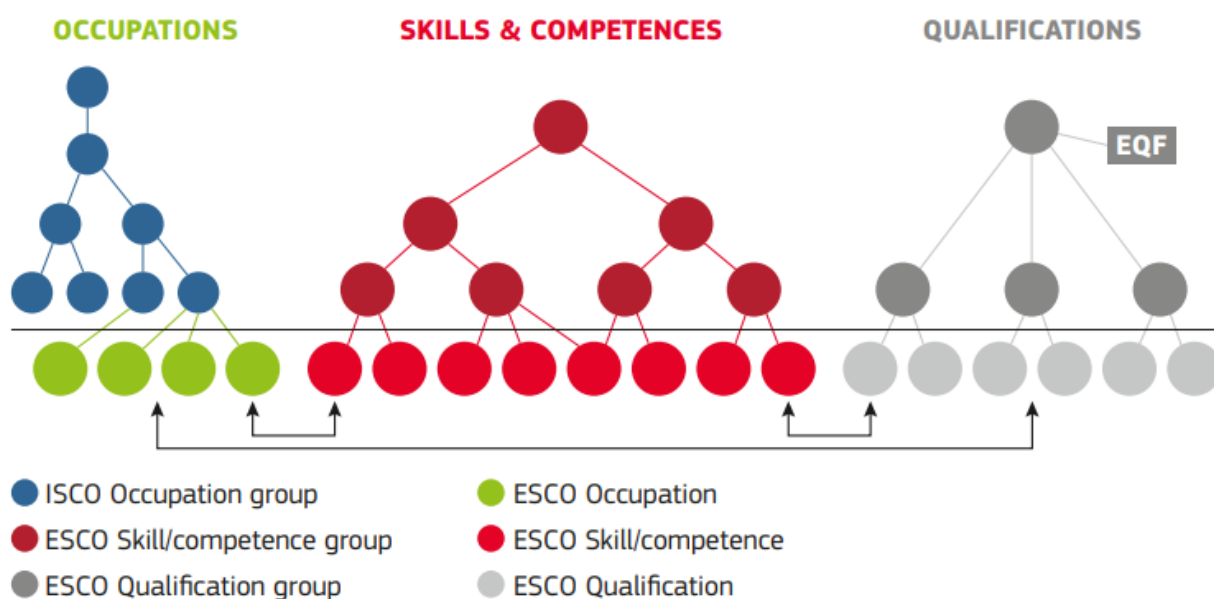 OCCUPATIONS
SKILLS & COMPETENCES
QUALIFICATIONS
EQF
ISCO Occupation group
ESCO Occupation
ESCO Skill/competence group
ESCO Skill/competence
ESCO Qualification group
ESCO Qualification